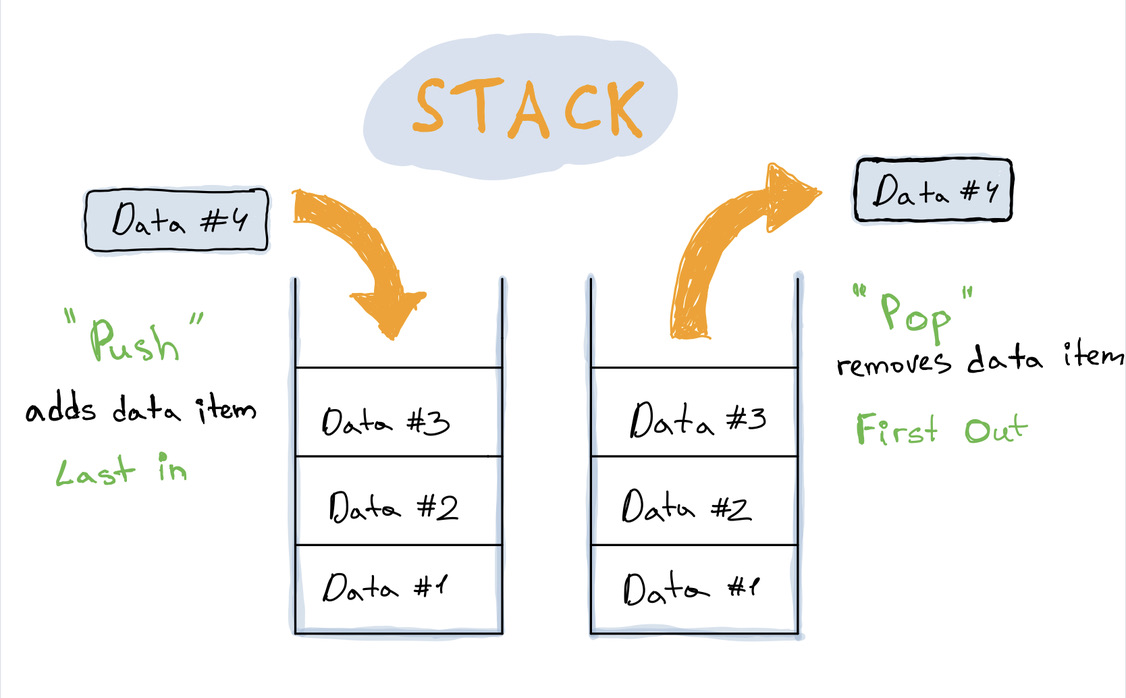 STACK
Data #4
"Push"
adds data item
Last in
Data #3
Data #2
Data #1
Data #4
"Pop"
removes data item
First Out
Data #3
Data #2
Data #1